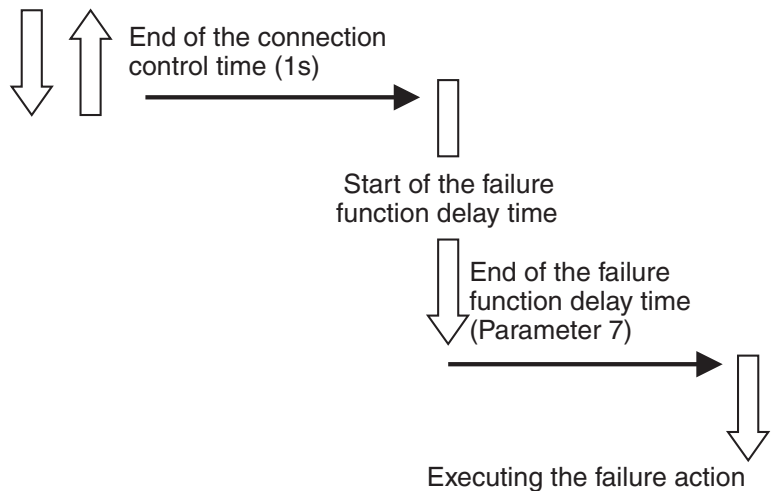 End of the connection
control time (1s)
Start of the failure
function delay time
End of the failure
function delay time
(Parameter 7)
Executing the failure action